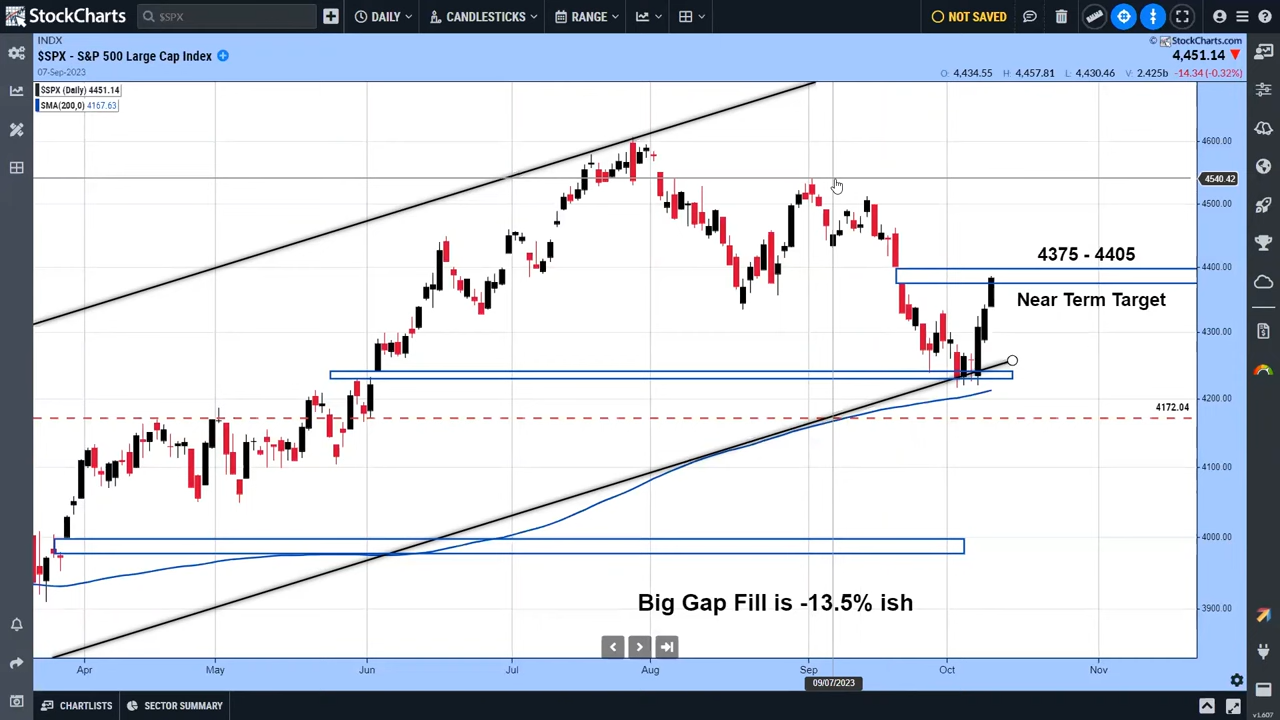 StockCharts
$SPX
DAILY
CANDLESTICKS
RANGE
NOT SAVED
INDX
$SPX - S&P 500 Large Cap Index
07-Sep-2023
© StockCharts.com
4,451.14
O: 4,434.55 H: 4,457.81 L: 4,430.46 V: 2.425b -14.34 (-0.32%)
$SPX (Daily) 4451.14
SMA(200,0) 4167.63
4600.00
4540.42
4500.00
4375 - 4405
4400.00
Near Term Target
4300.00
4200.00
4172.04
4100.00
4000.00
Big Gap Fill is -13.5% ish
3900.00
Apr May Jun Jul Aug Sep Oct Nov
09/07/2023
CHARTLISTS
SECTOR SUMMARY
v1.607